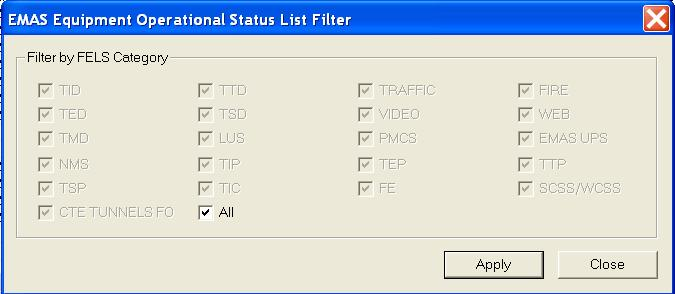 EMAS Equipment Operational Status List Filter
Filter by FELS Category
TID TTD TRAFFIC FIRE
TED TSD VIDEO WEB
TMD LUS PMCS EMAS UPS
NMS TIP TEP TTP
TSP TIC FE SCSS/WCSS
CTE TUNNELS FO All
Apply Close